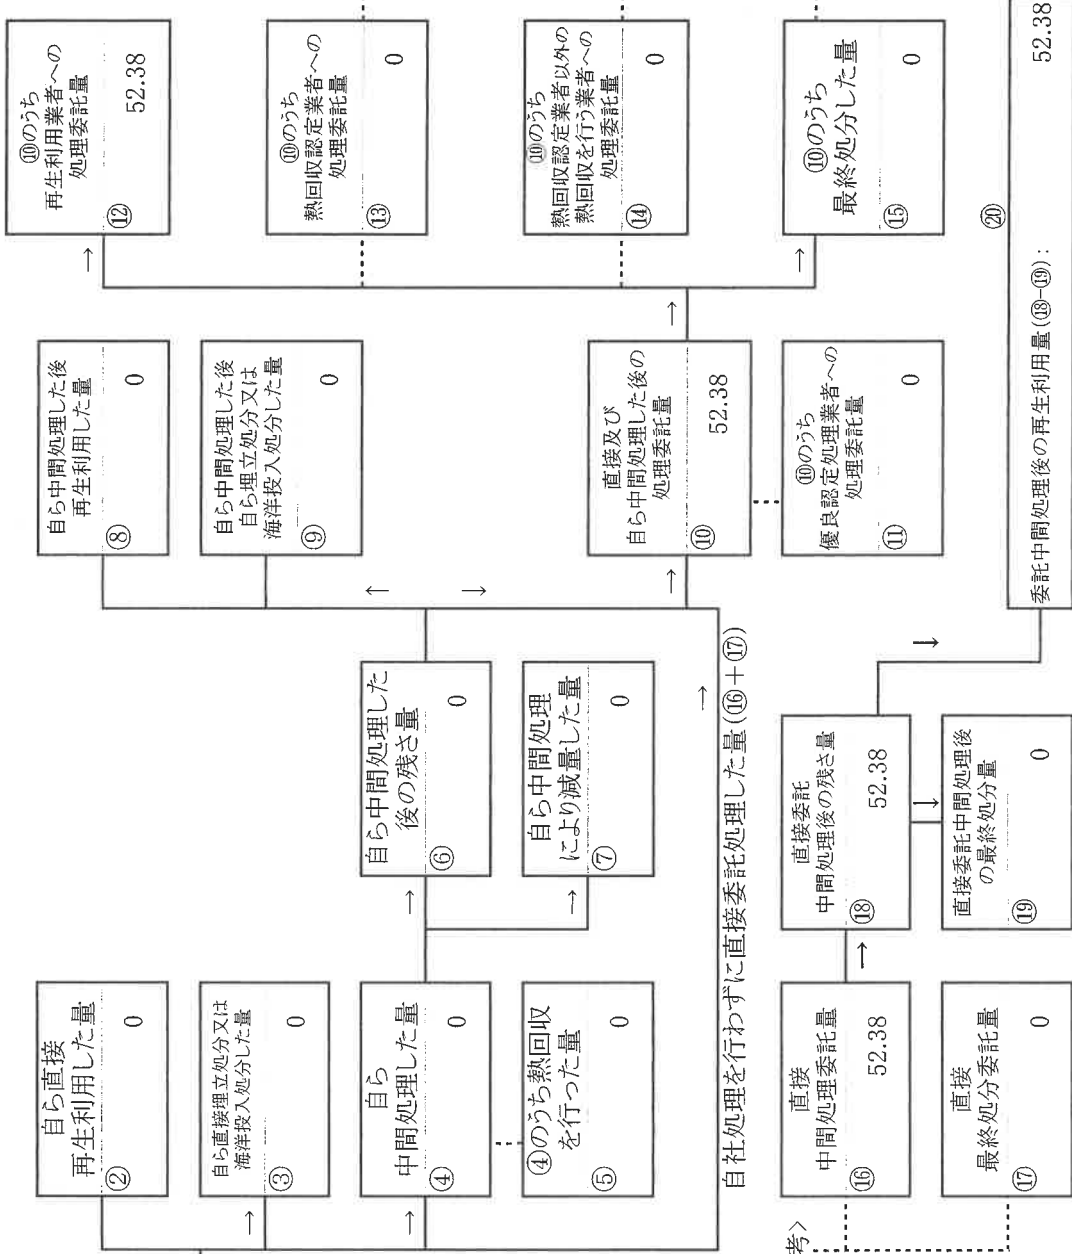 自ら直接
再生利用した量
② 0
自ら直接埋立処分又は
海洋投入処分した量
③ 0
自ら
中間処理した量
④ 0
④のうち熱回収
を行った量
⑤ 0
自ら中間処理した
後の残さ量
⑥ 0
自ら中間処理
により減量した量
⑦ 0
自ら中間処理した後
再生利用した量
⑧ 0
自ら中間処理した後
自ら埋立処分又は
海洋投入処分した量
⑨ 0
直接及び
自ら中間処理した後の
処理委託量
⑩ 52.38
⑩のうち
優良認定処理業者への
処理委託量
⑪ 0
⑩のうち
再生利用業者への
処理委託量
⑫ 52.38
⑩のうち
熱回収認定業者への
処理委託量
⑬ 0
⑩のうち
熱回収認定業者以外の
熱回収を行う業者への
処理委託量
⑭ 0
⑩のうち
最終処分した量
⑮ 0
自社処理を行わずに直接委託処理した量(⑯+⑰)
考>
直接
中間処理委託量
⑯ 52.38
直接
最終処分委託量
⑰ 0
直接委託
中間処理後の残さ量
⑱ 52.38
直接委託中間処理後
の最終処分量
⑲ 0
⑳
委託中間処理後の再生利用量(⑱-⑲): 52.38